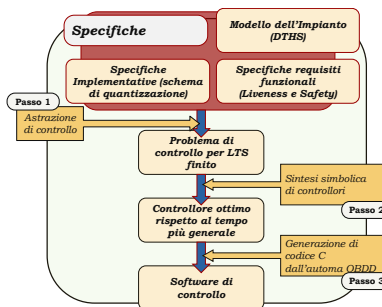 Specifiche
Modello dell'Impianto
(DTHS)
Specifiche
Implementative (schema
di quantizzazione)
Specifiche requisiti
funzionali
(Liveness e Safety)
Passo 1
Astrazione
di controllo
Problema di
controllo per LTS
finito
Sintesi simbolica
di controllori
Passo 2
Controllore ottimo
rispetto al tempo
più generale
Generazione di
codice C
dall'automa OBDD
Passo 3
Software di
controllo